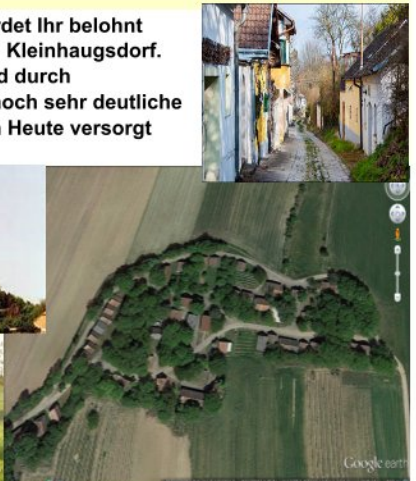 rdet Ihr belohnt
Kleinhaugsdorf.
d durch
noch sehr deutliche
Heute versorgt
Google earth